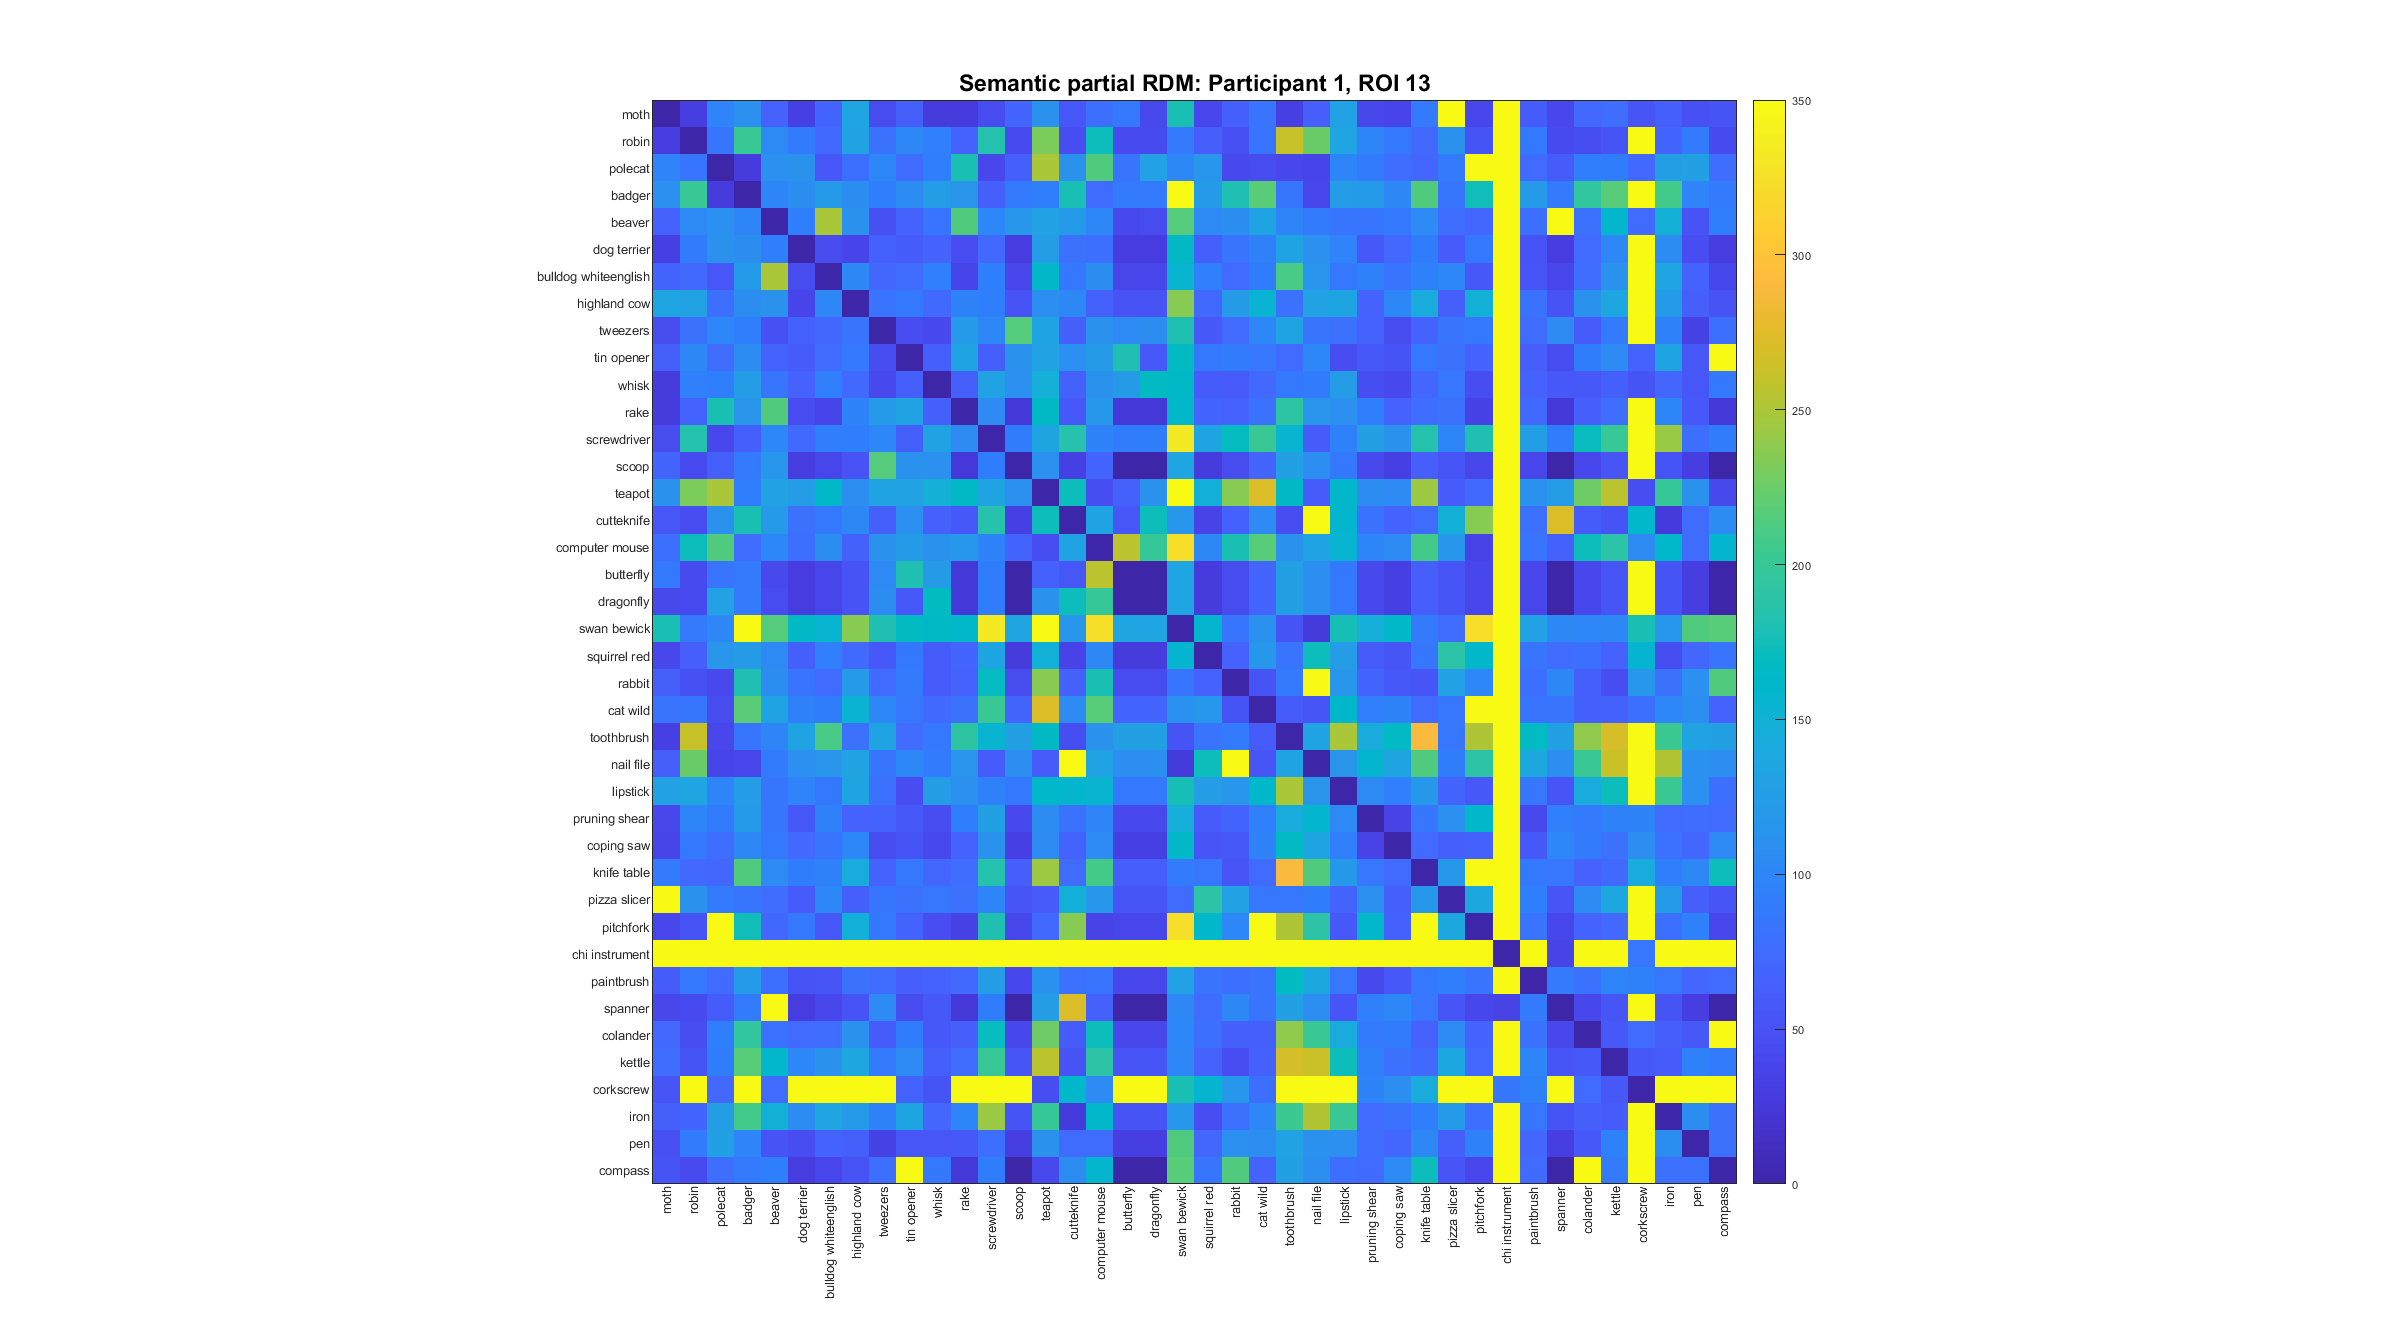 Semantic partial RDM: Participant 1, ROI 13
moth
robin
polecat
badger
beaver
dog terrier
bulldog whiteenglish
highland cow
tweezers
tin opener
whisk
rake
screwdriver
scoop
teapot
cutteknife
computer mouse
butterfly
dragonfly
swan bewick
squirrel red
rabbit
cat wild
toothbrush
nail file
lipstick
pruning shear
coping saw
knife table
pizza slicer
pitchfork
chi instrument
paintbrush
spanner
colander
kettle
corkscrew
iron
pen
compass
350
300
250
200
150
100
50
0
moth
robin
polecat
badger
beaver
dog terrier
bulldog whiteenglish
highland cow
tweezers
tin opener
whisk
rake
screwdriver
scoop
teapot
cutteknife
computer mouse
butterfly
dragonfly
swan bewick
squirrel red
rabbit
cat wild
toothbrush
nail file
lipstick
pruning shear
coping saw
knife table
pizza slicer
pitchfork
chi instrument
paintbrush
spanner
colander
kettle
corkscrew
iron
pen
compass